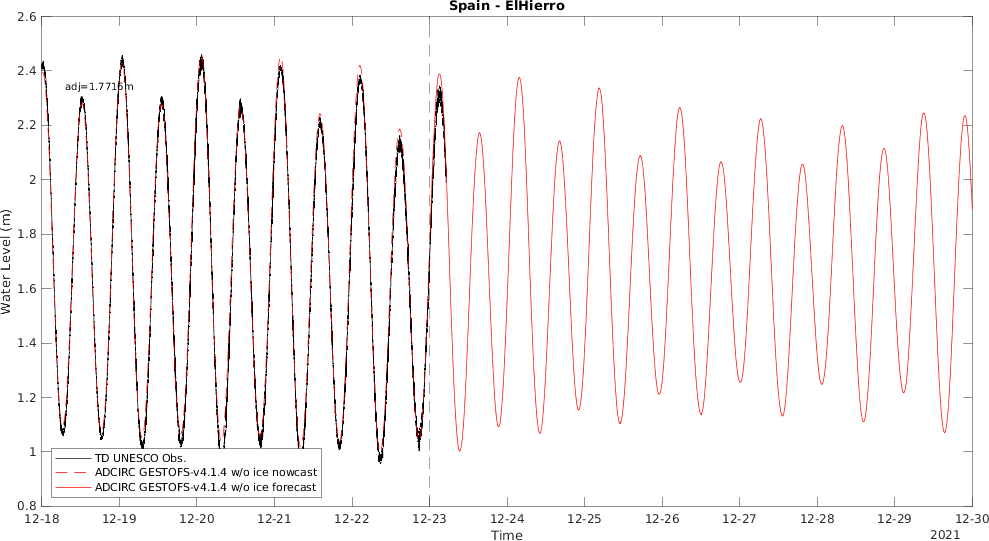 Spain - ElHierro
2.6
2.4
2.2
2
1.8
1.6
1.4
1.2
1
0.8
Water Level (m)
adj=1.7716m
TD UNESCO Obs.
ADCIRC GESTOFS-v4.1.4 w/o ice nowcast
ADCIRC GESTOFS-v4.1.4 w/o ice forecast
12-18 12-19 12-20 12-21 12-22 12-23 12-24 12-25 12-26 12-27 12-28 12-29 12-30
Time
2021